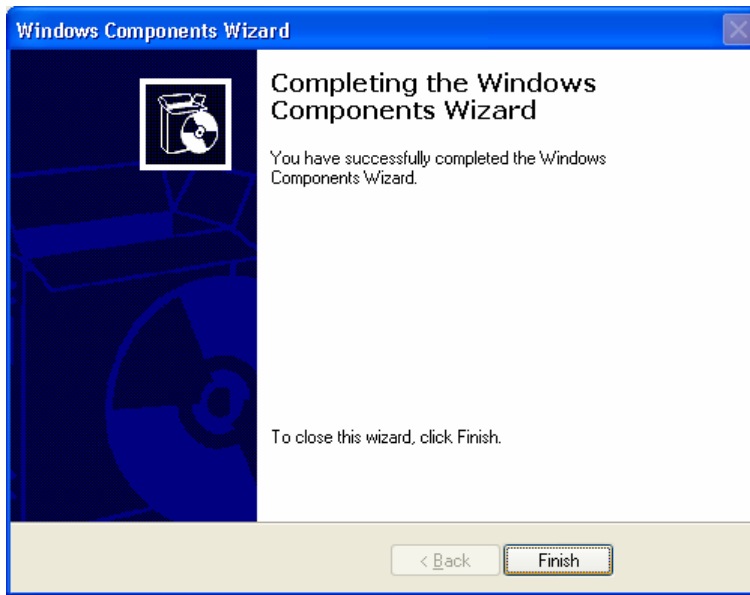 Windows Components Wizard
Completing the Windows
Components Wizard
You have successfully completed the Windows
Components Wizard.
To close this wizard, click Finish.
< Back
Finish